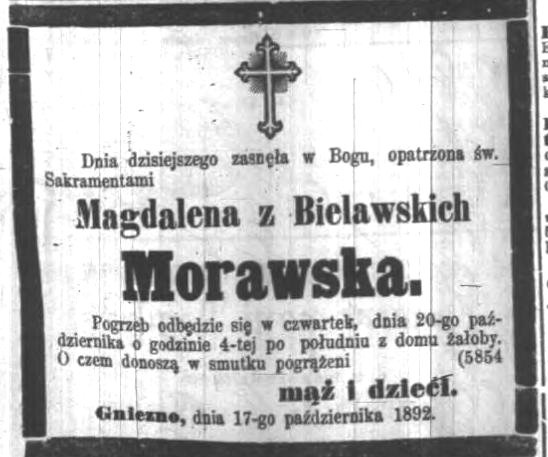 Dnia dzisiejszego zasnęła w Bogu, opatrzona św.
Sakramentami
Magdalena z Bielawskich
Morawska.
Pogrzeb odbędzie się w czwartek, dnia 20-go paź-
dziernika o godzinie 4-tej po południu z domu żałoby.
O czem donoszą w smutku pogrążeni (5854
mąż i dzieci.
Gniezno, dnia 17-go października 1892.